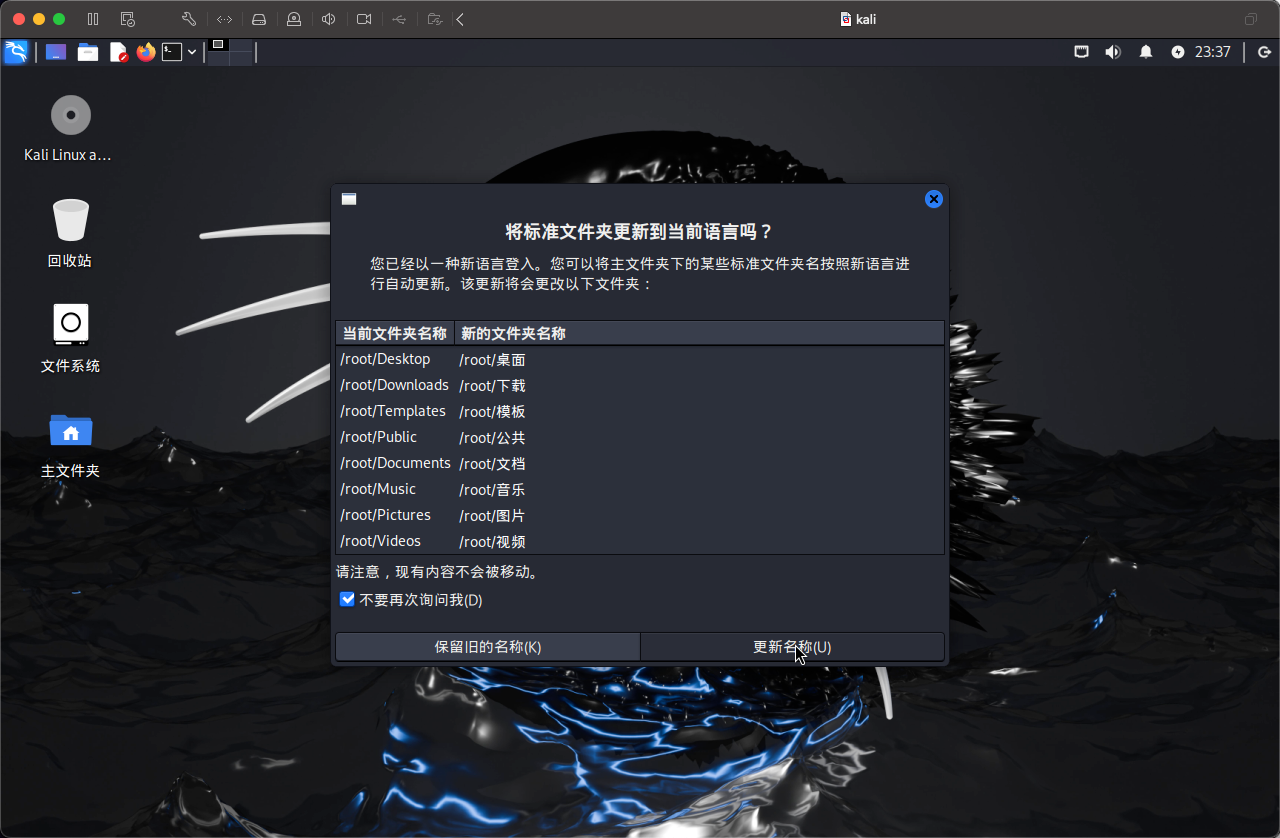 kali
23:37
Kali Linux a...
回收站
文件系统
主文件夹
将标准文件夹更新到当前语言吗？
您已经以一种新语言登入。您可以将主文件夹下的某些标准文件夹名按照新语言进
行自动更新。该更新将会更改以下文件夹：
当前文件夹名称 新的文件夹名称
/root/Desktop /root/桌面
/root/Downloads /root/下载
/root/Templates /root/模板
/root/Public /root/公共
/root/Documents /root/文档
/root/Music /root/音乐
/root/Pictures /root/图片
/root/Videos /root/视频
请注意，现有内容不会被移动。
不要再次询问我(D)
保留旧的名称(K) 更新名称(U)